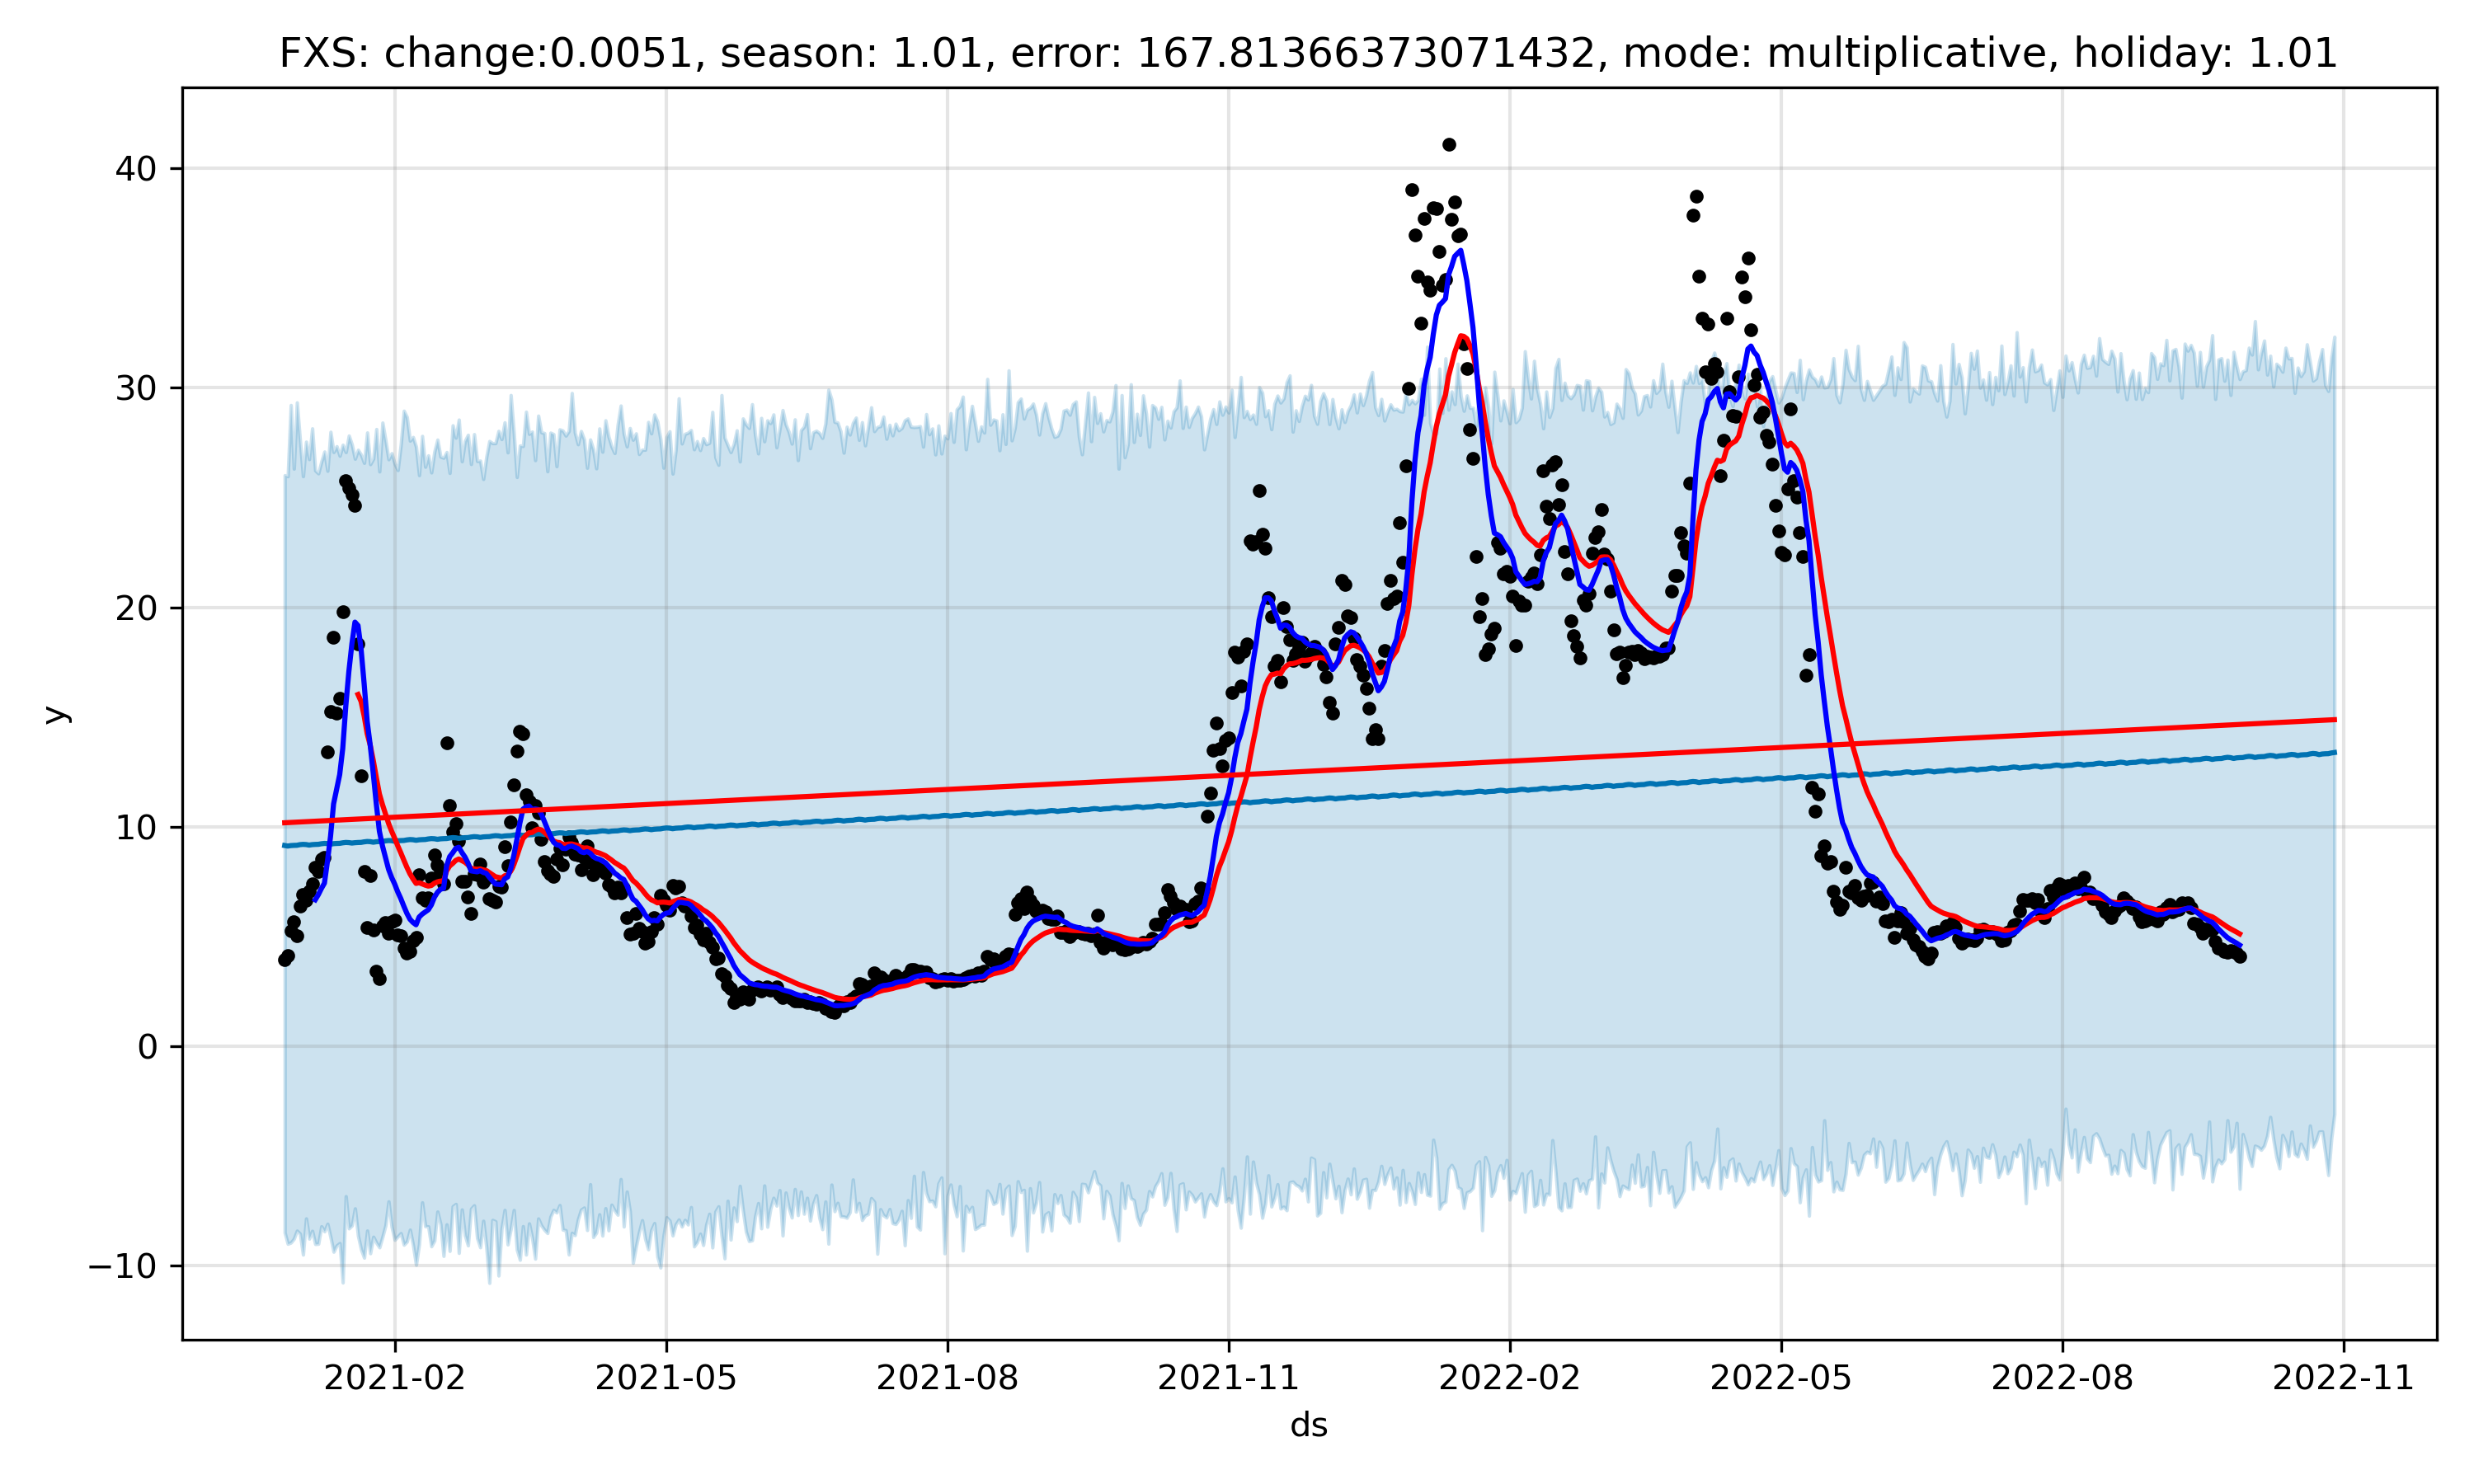 FXS: change:0.0051, season: 1.01, error: 167.81366373071432, mode: multiplicative, holiday: 1.01
40
30
20
10
0
−10
y
2021-02 2021-05 2021-08 2021-11 2022-02 2022-05 2022-08 2022-11
ds